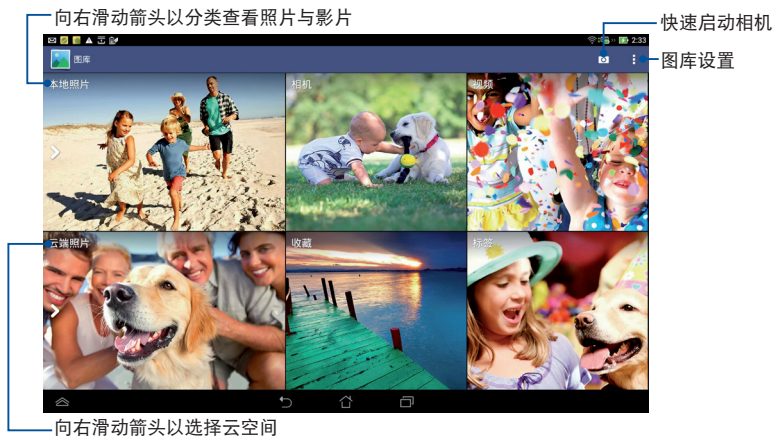 向右滑动箭头以分类查看照片与影片
快速启动相机
2:33
图库
图库设置
本地照片
相机
视频
云端照片
收藏
标签
向右滑动箭头以选择云空间